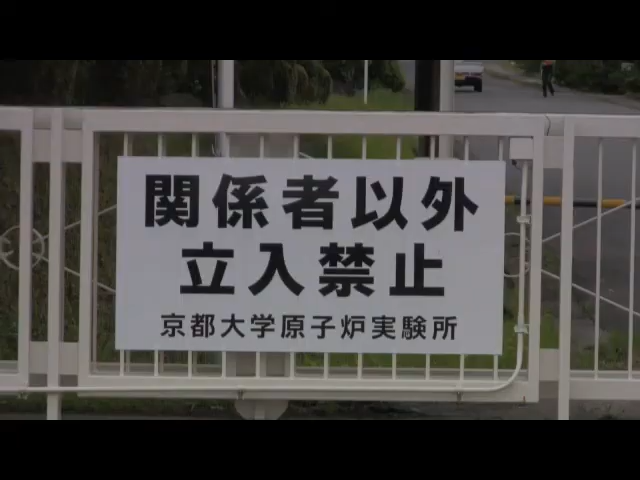 関係者以外
立入禁止
京都大学原子炉実験所